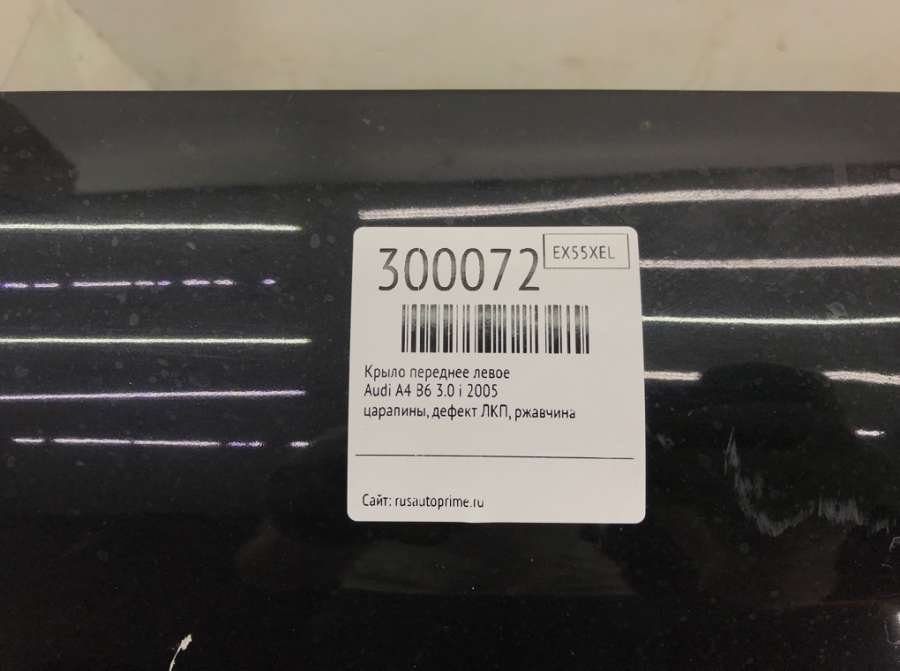 300072
EX55XEL
Крыло переднее левое
Audi A4 B6 3.0 i 2005
царапины, дефект ЛКП, ржавчина
Сайт: rusautoprime.ru